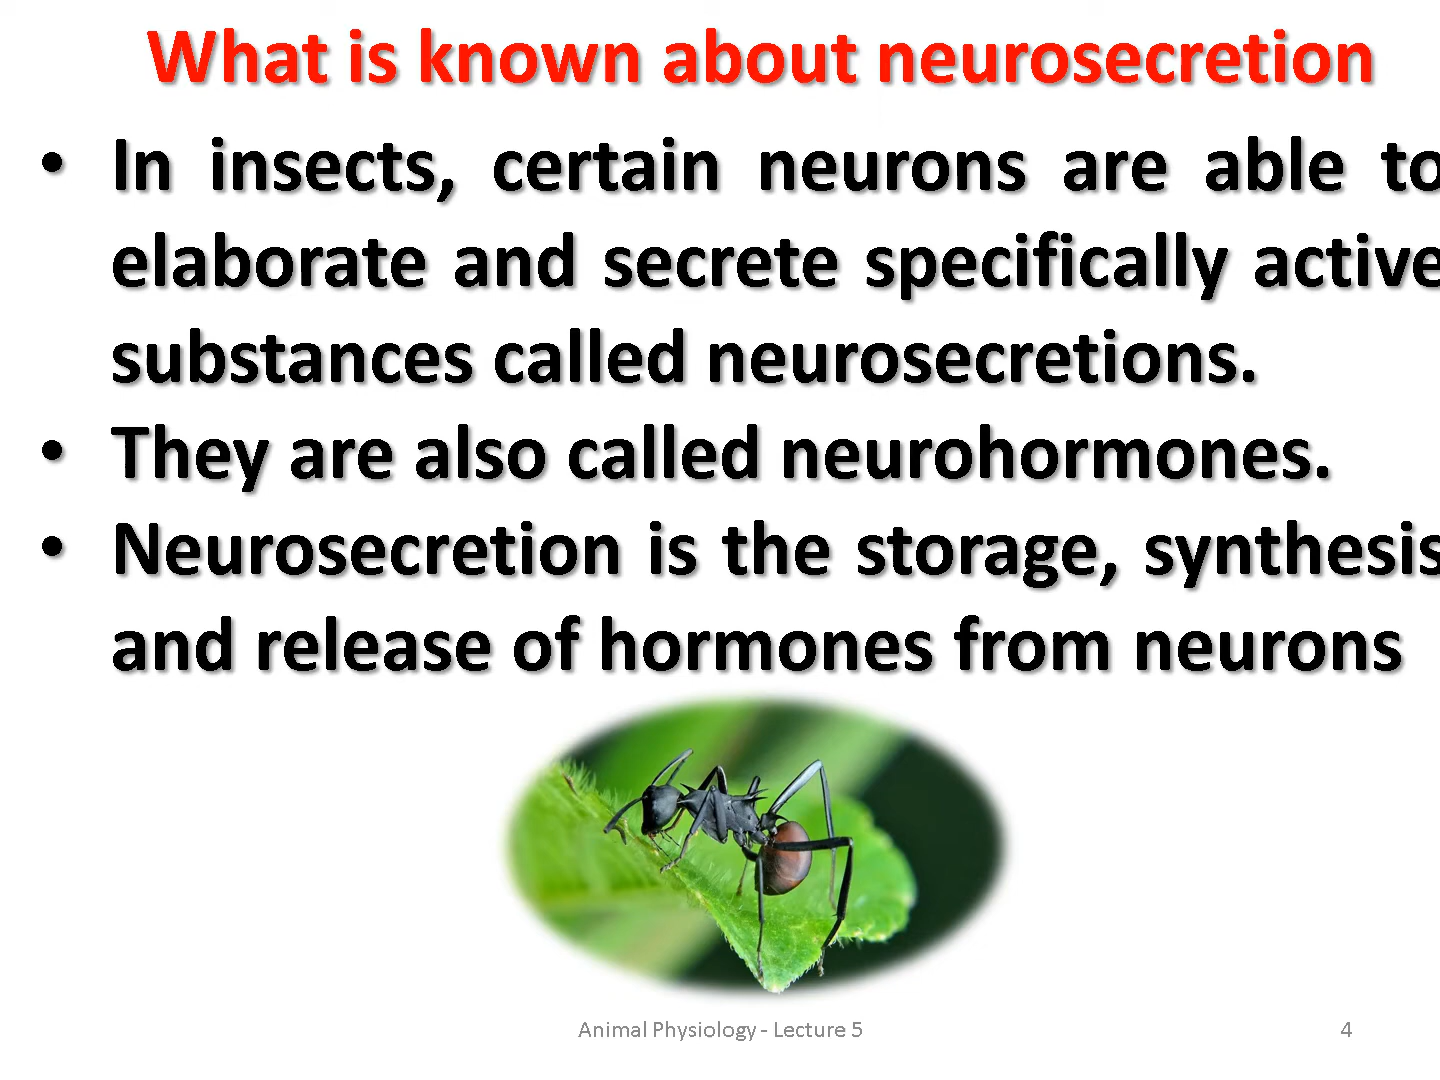 What is known about neurosecretion
• In insects, certain neurons are able to
elaborate and secrete specifically active
substances called neurosecretions.
• They are also called neurohormones.
• Neurosecretion is the storage, synthesis
and release of hormones from neurons
Animal Physiology - Lecture 5
4